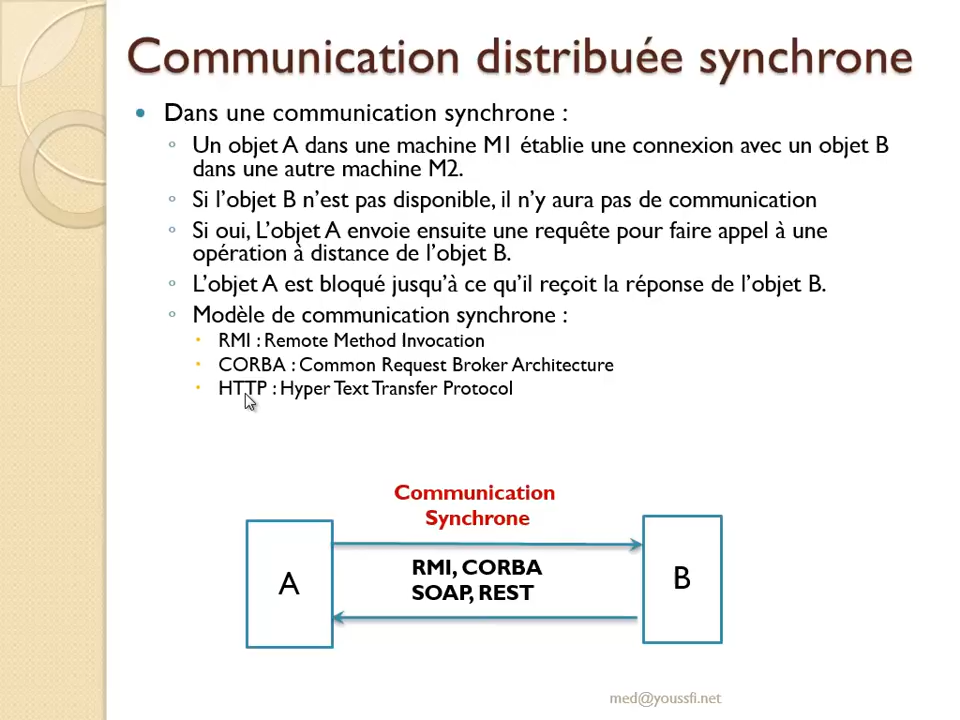 Communication distribuée synchrone
Dans une communication synchrone :
Un objet A dans une machine M1 établie une connexion avec un objet B
dans une autre machine M2.
Si l'objet B n'est pas disponible, il n'y aura pas de communication
Si oui, L'objet A envoie ensuite une requête pour faire appel à une
opération à distance de l'objet B.
L'objet A est bloqué jusqu'à ce qu'il reçoit la réponse de l'objet B.
Modèle de communication synchrone :
RMI : Remote Method Invocation
CORBA : Common Request Broker Architecture
HTTP : Hyper Text Transfer Protocol
Communication
Synchrone
A
RMI, CORBA
SOAP, REST
B
med@youssfi.net